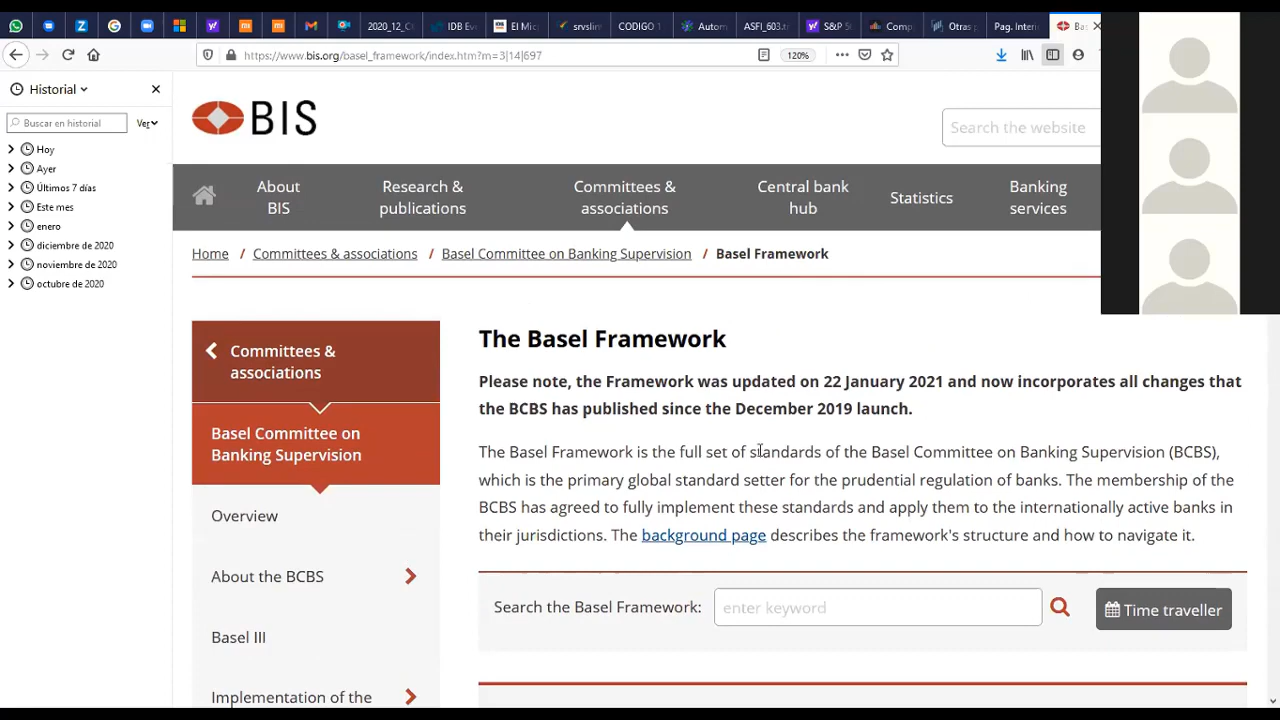 2020_12_C
IDB Eve
El Mic
srvslim
CODIGO 1
Autom
ASFI_603.r
S&P S
Comp
Otras
Pag. Interi
Bas
https://www.bis.org/basel_framework/index.htm?m=3|14|697
120%
Historial
Buscar en historial
Ver
Hoy
Ayer
Últimos 7 días
Este mes
enero
diciembre de 2020
noviembre de 2020
octubre de 2020
BIS
Search the website
About BIS
Research & publications
Committees & associations
Central bank hub
Statistics
Banking services
Home / Committees & associations / Basel Committee on Banking Supervision / Basel Framework
Committees &
associations
Basel Committee on
Banking Supervision
Overview
About the BCBS
Basel III
Implementation of the
The Basel Framework
Please note, the Framework was updated on 22 January 2021 and now incorporates all changes that
the BCBS has published since the December 2019 launch.
The Basel Framework is the full set of standards of the Basel Committee on Banking Supervision (BCBS),
which is the primary global standard setter for the prudential regulation of banks. The membership of the
BCBS has agreed to fully implement these standards and apply them to the internationally active banks in
their jurisdictions. The background page describes the framework's structure and how to navigate it.
Search the Basel Framework: enter keyword
Time traveller